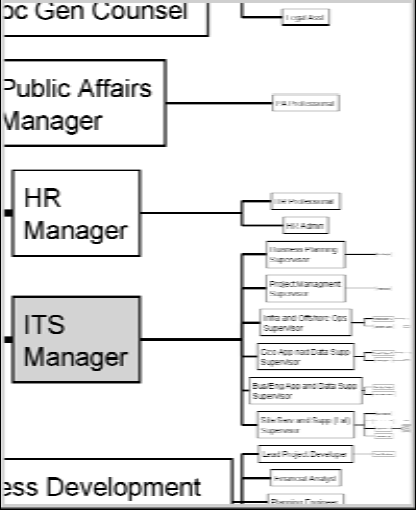 oc Gen Counsel
Legal Asst
Public Affairs
Manager
PA Professional
HR
Manager
HR Professional
HR Admin
ITS
Manager
Business Planning
Supervisor
Project Managment
Supervisor
Infra and Offshore Ops
Supervisor
App and Data Supp
Supervisor
Bus/Eng App and Data Supp
Supervisor
Site Serv and Supp
Supervisor
ess Development
Lead Project Developer
Financial Analyst
Planning Engineer